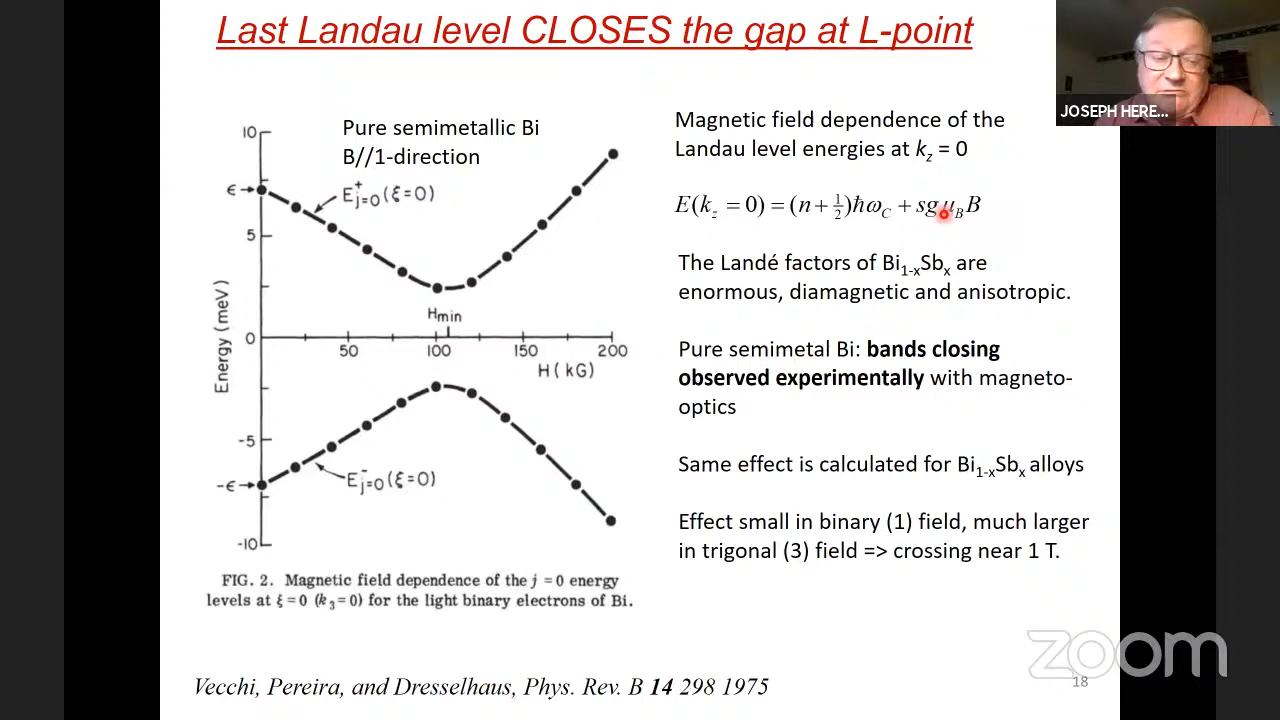 Last Landau level CLOSES the gap at L-point
JOSEPH HERE...
Pure semimetallic Bi
B//1-direction
10
ϵ→
E⁺j=0(ξ=0)
5
Hmin
Energy (meV)
0
50
100
150
200
H(kG)
-5
E⁻j=0(ξ=0)
-ϵ→
-10
FIG. 2. Magnetic field dependence of the j = 0 energy
levels at ξ=0 (k₃=0) for the light binary electrons of Bi.
Magnetic field dependence of the
Landau level energies at k_z = 0
E(k_z = 0) = (n + ½)ħω_C + sgμ_B B
The Landé factors of Bi₁₋ₓSbₓ are
enormous, diamagnetic and anisotropic.
Pure semimetal Bi: bands closing
observed experimentally with magneto-
optics
Same effect is calculated for Bi₁₋ₓSbₓ alloys
Effect small in binary (1) field, much larger
in trigonal (3) field => crossing near 1 T.
Vecchi, Pereira, and Dresselhaus, Phys. Rev. B 14 298 1975
zoom
18